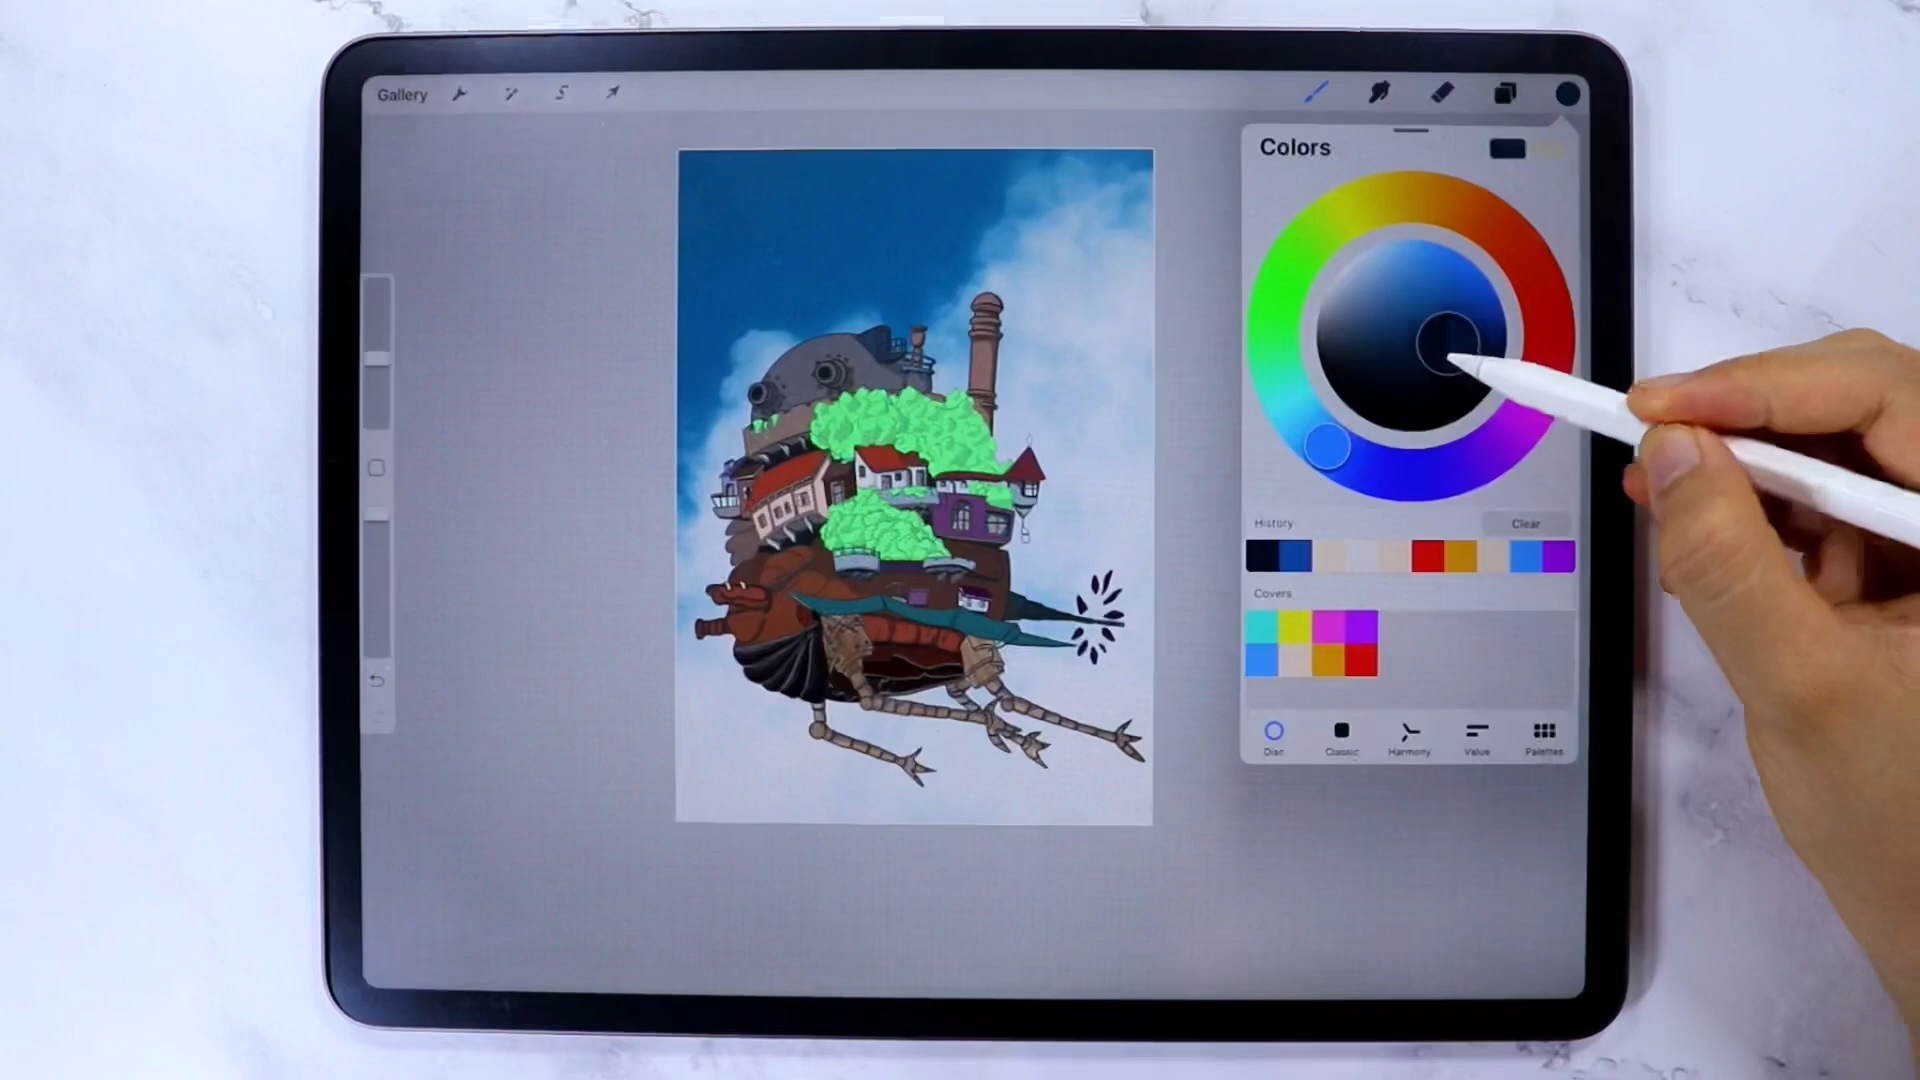 Gallery
Colors
History
Clear
Covers
Disc
Classic
Harmony
Value
Palettes